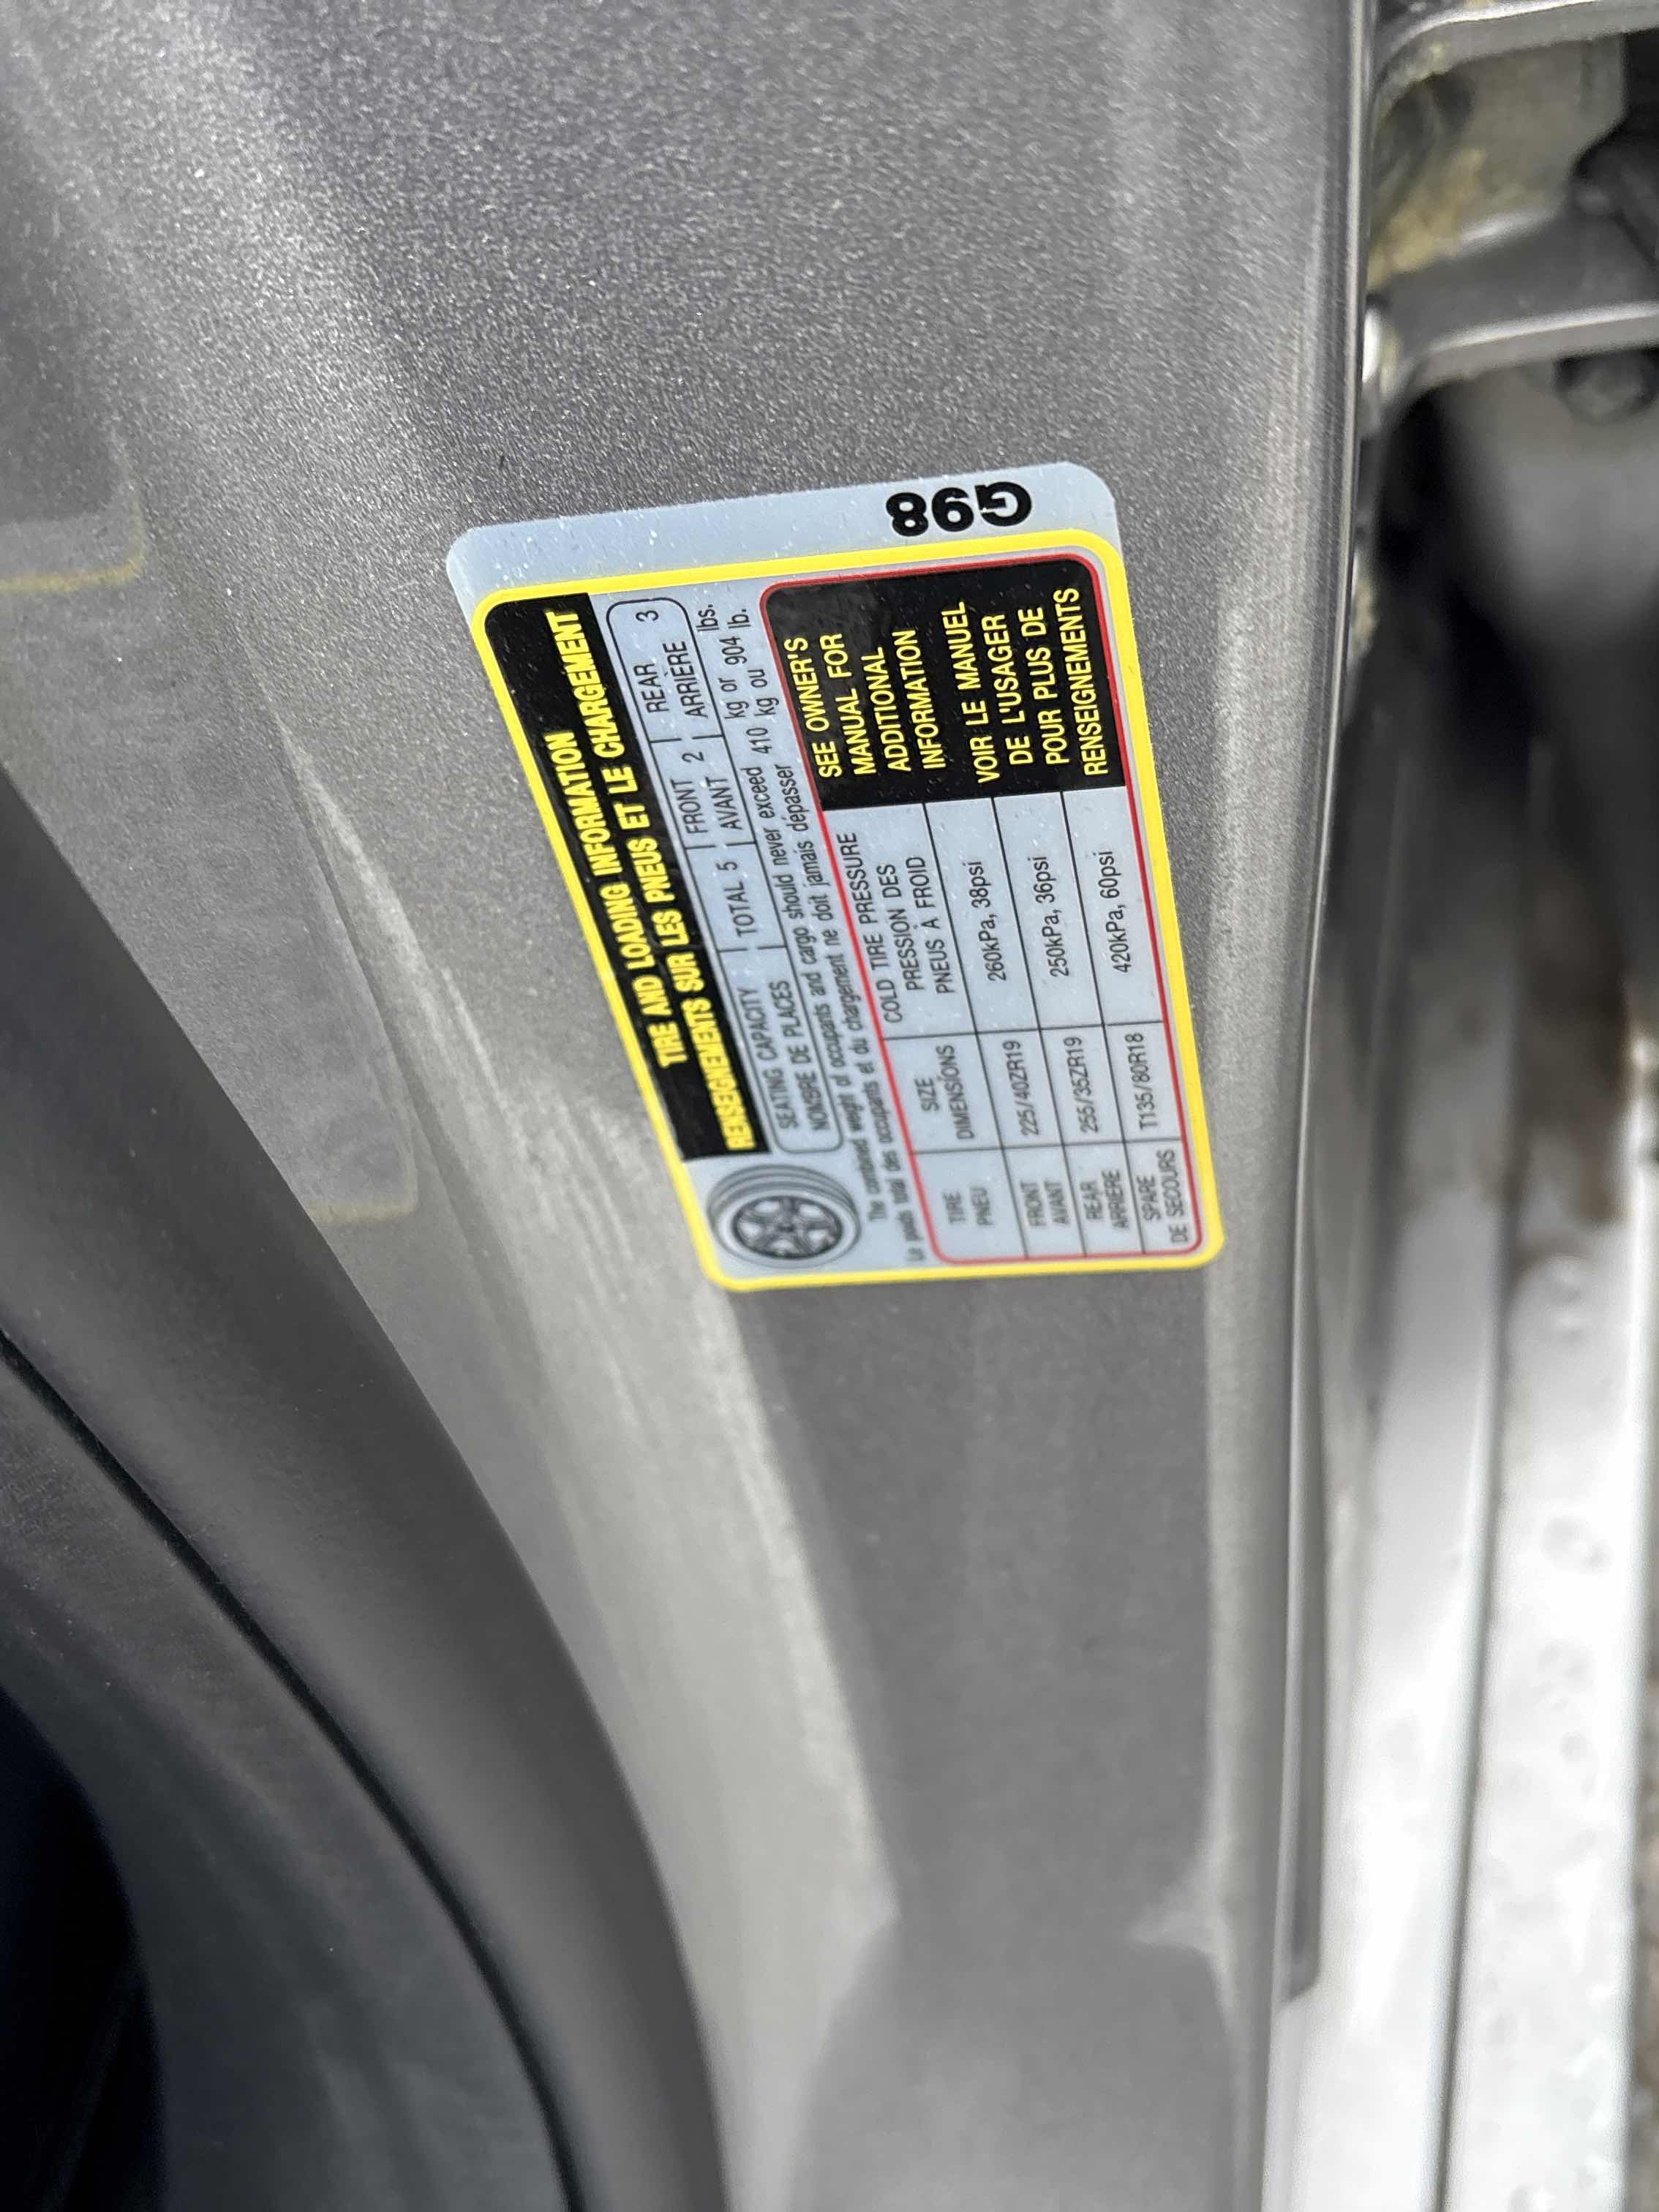 TIRE AND LOADING INFORMATION
RENSEIGNEMENTS SUR LES PNEUS ET LE CHARGEMENT
SEATING CAPACITY
NOMBRE DE PLACES
TOTAL 5
FRONT
AVANT 2
REAR
ARRIÈRE 3
The combined weight of occupants and cargo should never exceed 410 kg or 904 lbs.
Le poids total des occupants et du chargement ne doit jamais dépasser 410 kg ou 904 lb.
TIRE
PNEU
SIZE
DIMENSIONS
COLD TIRE PRESSURE
PRESSION DES
PNEUS À FROID
FRONT
AVANT
225/40ZR19
260kPa, 38psi
REAR
ARRIÈRE
255/35ZR19
250kPa, 36psi
SPARE
DE SECOURS
T135/80R18
420kPa, 60psi
SEE OWNER'S
MANUAL FOR
ADDITIONAL
INFORMATION
VOIR LE MANUEL
DE L'USAGER
POUR PLUS DE
RENSEIGNEMENTS
G98